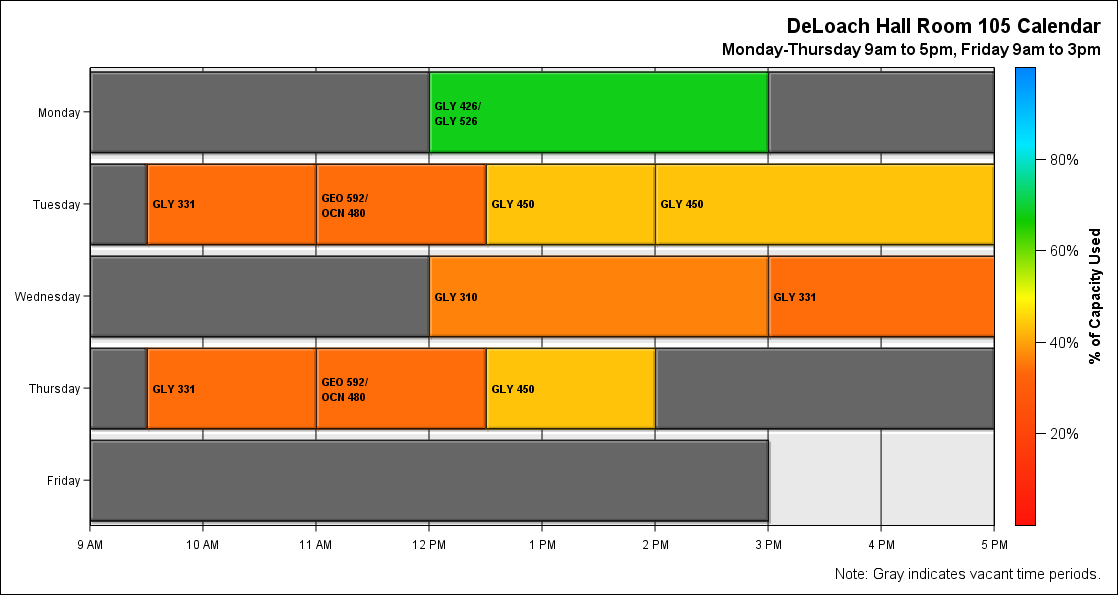 DeLoach Hall Room 105 Calendar
Monday-Thursday 9am to 5pm, Friday 9am to 3pm
Monday
GLY 426/
GLY 526
Tuesday
GLY 331
GEO 592/
OCN 480
GLY 450
GLY 450
Wednesday
GLY 310
GLY 331
Thursday
GLY 331
GEO 592/
OCN 480
GLY 450
Friday
9 AM
10 AM
11 AM
12 PM
1 PM
2 PM
3 PM
4 PM
5 PM
80%
60%
40%
20%
% of Capacity Used
Note: Gray indicates vacant time periods.